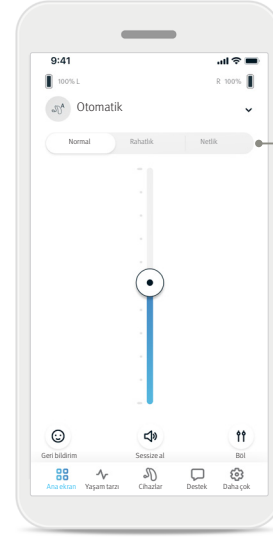 9:41
100% L
R 100%
Otomatik
Normal
Rahatlık
Netlik
Geri bildirim
Sessize al
Böl
Ana ekran
Yaşam tarzı
Cihazlar
Destek
Daha çok